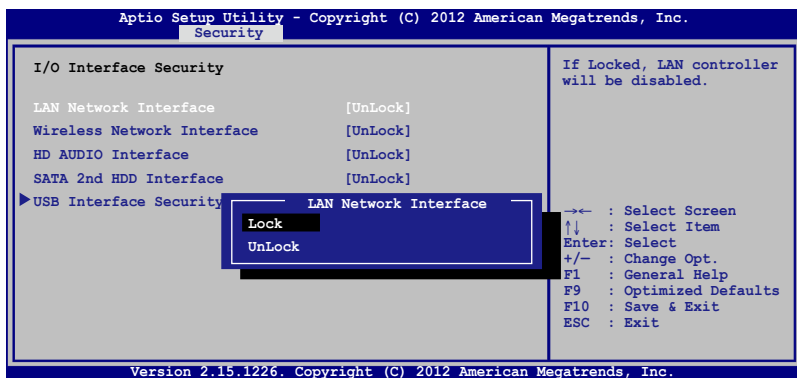 Aptio Setup Utility - Copyright (C) 2012 American Megatrends, Inc.
Security
I/O Interface Security
LAN Network Interface [UnLock]
Wireless Network Interface [UnLock]
HD AUDIO Interface [UnLock]
SATA 2nd HDD Interface [UnLock]
USB Interface Security
LAN Network Interface
Lock
UnLock
If Locked, LAN controller
will be disabled.
→← : Select Screen
↑↓ : Select Item
Enter: Select
+/— : Change Opt.
F1 : General Help
F9 : Optimized Defaults
F10 : Save & Exit
ESC : Exit
Version 2.15.1226. Copyright (C) 2012 American Megatrends, Inc.